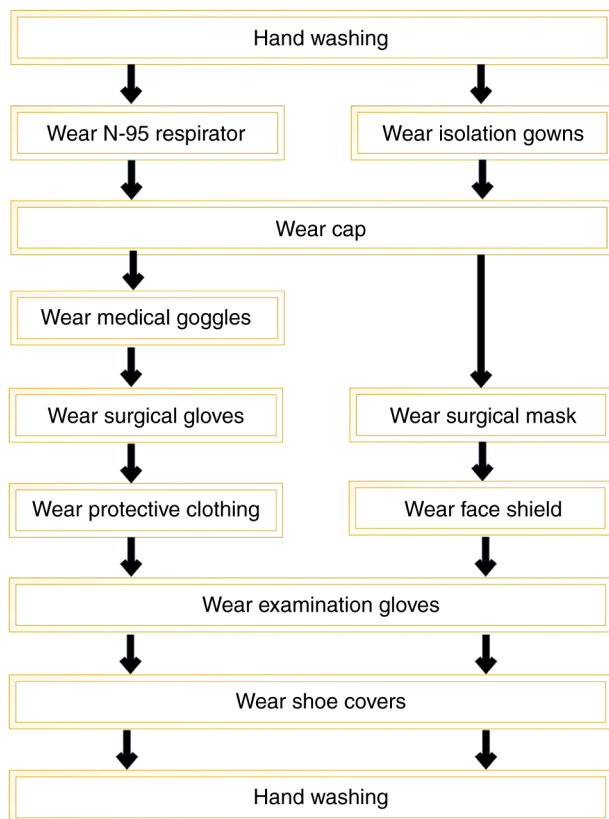 Hand washing
Wear N-95 respirator
Wear isolation gowns
Wear cap
Wear medical goggles
Wear surgical gloves
Wear surgical mask
Wear protective clothing
Wear face shield
Wear examination gloves
Wear shoe covers
Hand washing